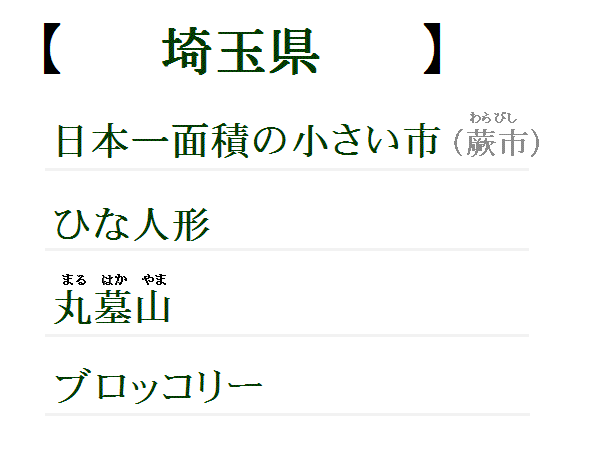 【 埼玉県 】
わらびし
日本一面積の小さい市（蕨市）
ひな人形
まる はか やま
丸墓山
ブロッコリー